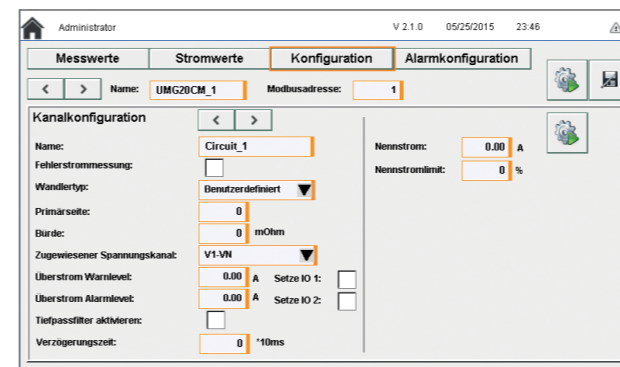 Administrator V 2.1.0 05/25/2015 23:46
Messwerte Stromwerte Konfiguration Alarmkonfiguration
< > Name: UMG20CM_1 Modbusadresse: 1
Kanalkonfiguration < >
Name: Circuit_1 Nennstrom: 0.00 A
Fehlerstrommessung: Nennstromlimit: 0 %
Wandlertyp: Benutzerdefiniert
Primärseite: 0
Bürde: 0 mOhm
Zugewiesener Spannungskanal: V1-VN
Überstrom Warnlevel: 0.00 A Setze IO 1:
Überstrom Alarmlevel: 0.00 A Setze IO 2:
Tiefpassfilter aktivieren:
Verzögerungszeit: 0 *10ms